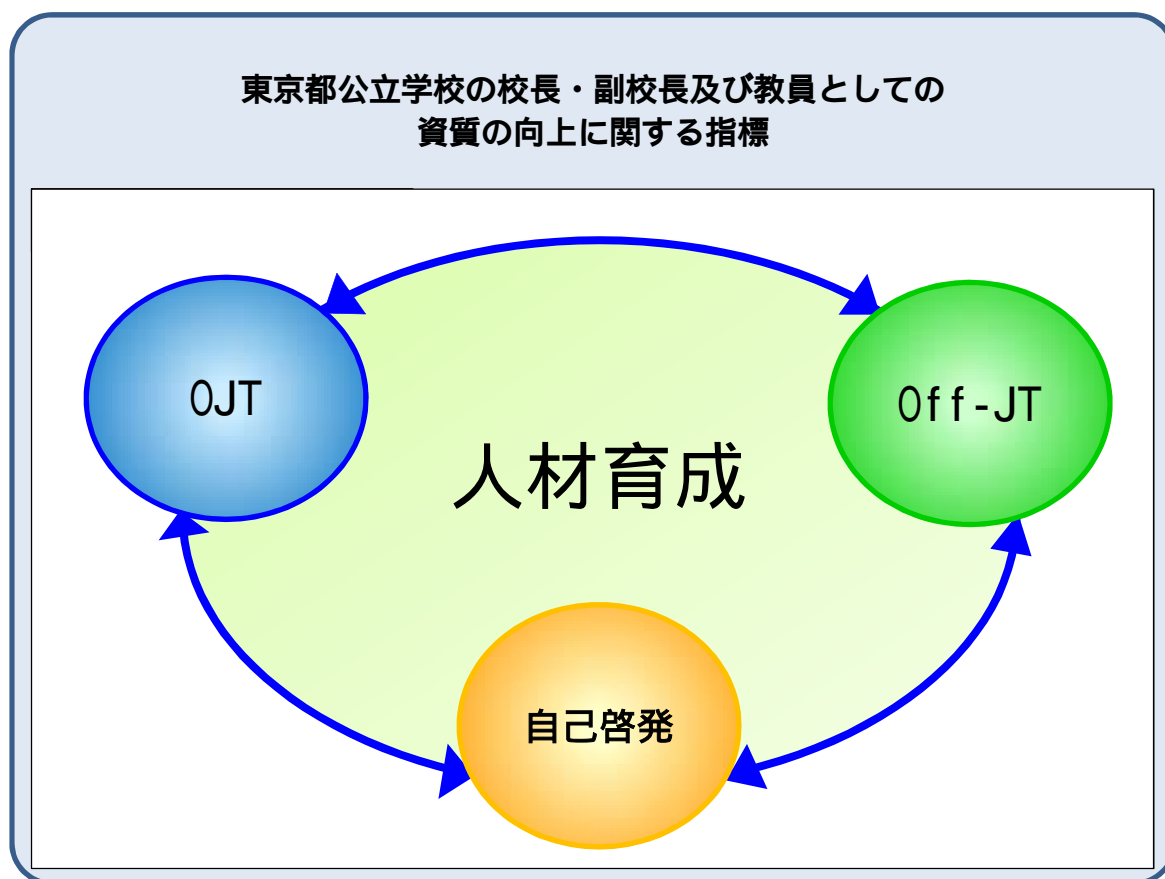 東京都公立学校の校長・副校長及び教員としての
資質の向上に関する指標
OJT
Off-JT
人材育成
自己啓発